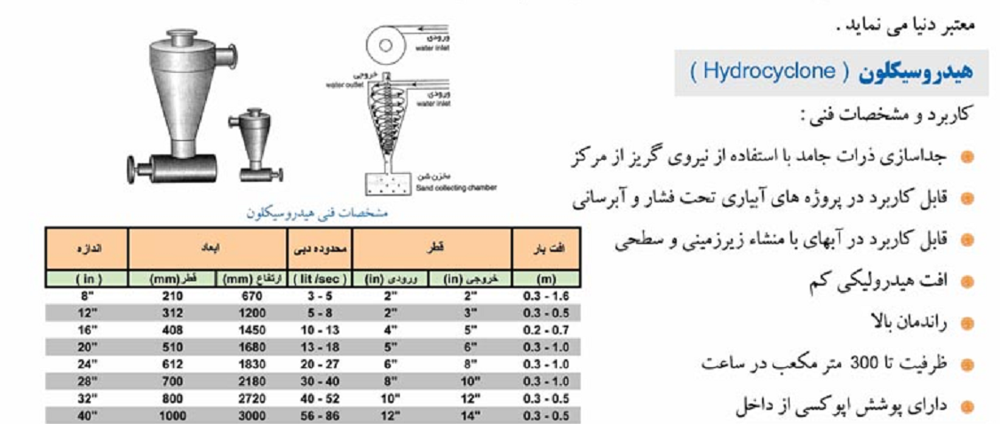 معتبر دنیا می نماید .
هیدروسیکلون ( Hydrocyclone )
کاربرد و مشخصات فنی :
جداسازی ذرات جامد با استفاده از نیروی گریز از مرکز
قابل کاربرد در پروژه های آبیاری تحت فشار و آبرسانی
قابل کاربرد در آبهای با منشاء زیرزمینی و سطحی
افت هیدرولیکی کم
راندمان بالا
ظرفیت تا 300 متر مکعب در ساعت
دارای پوشش اپوکسی از داخل
ورودی
water inlet
خروجی
water outlet
ورودی
water inlet
مخزن شن
Sand collecting chamber
مشخصات فنی هیدروسیکلون
اندازه ابعاد محدوده دبی قطر افت بار
( in ) قطر(mm) ارتفاع (mm) ( lit /sec ) ورودی (in) خروجی (in) (m)
8" 210 670 3 - 5 2" 2" 0.3 - 1.6
12" 312 1200 5 - 8 2" 3" 0.3 - 0.5
16" 408 1450 10 - 13 4" 5" 0.2 - 0.7
20" 510 1680 13 - 18 5" 6" 0.3 - 1.0
24" 612 1830 20 - 27 6" 8" 0.3 - 1.0
28" 700 2180 30 - 40 8" 10" 0.3 - 1.0
32" 800 2720 40 - 52 10" 12" 0.3 - 0.5
40" 1000 3000 56 - 86 12" 14" 0.3 - 0.5